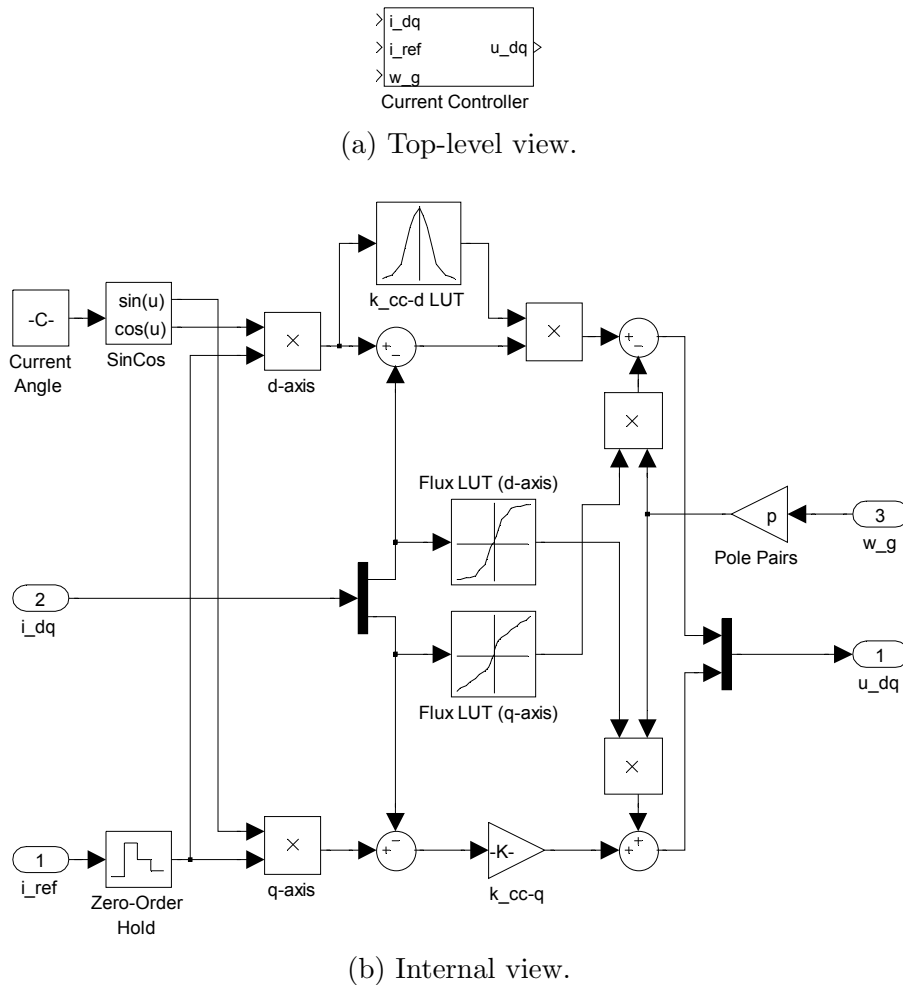 i_dq
i_ref
w_g
u_dq
Current Controller
(a) Top-level view.
k_cc-d LUT
-C-
Current
Angle
sin(u)
cos(u)
SinCos
×
d-axis
+
−
×
+
−
×
Flux LUT (d-axis)
p
Pole Pairs
3
w_g
2
i_dq
Flux LUT (q-axis)
1
u_dq
×
1
i_ref
Zero-Order
Hold
×
q-axis
−
+
-K-
k_cc-q
+
+
(b) Internal view.